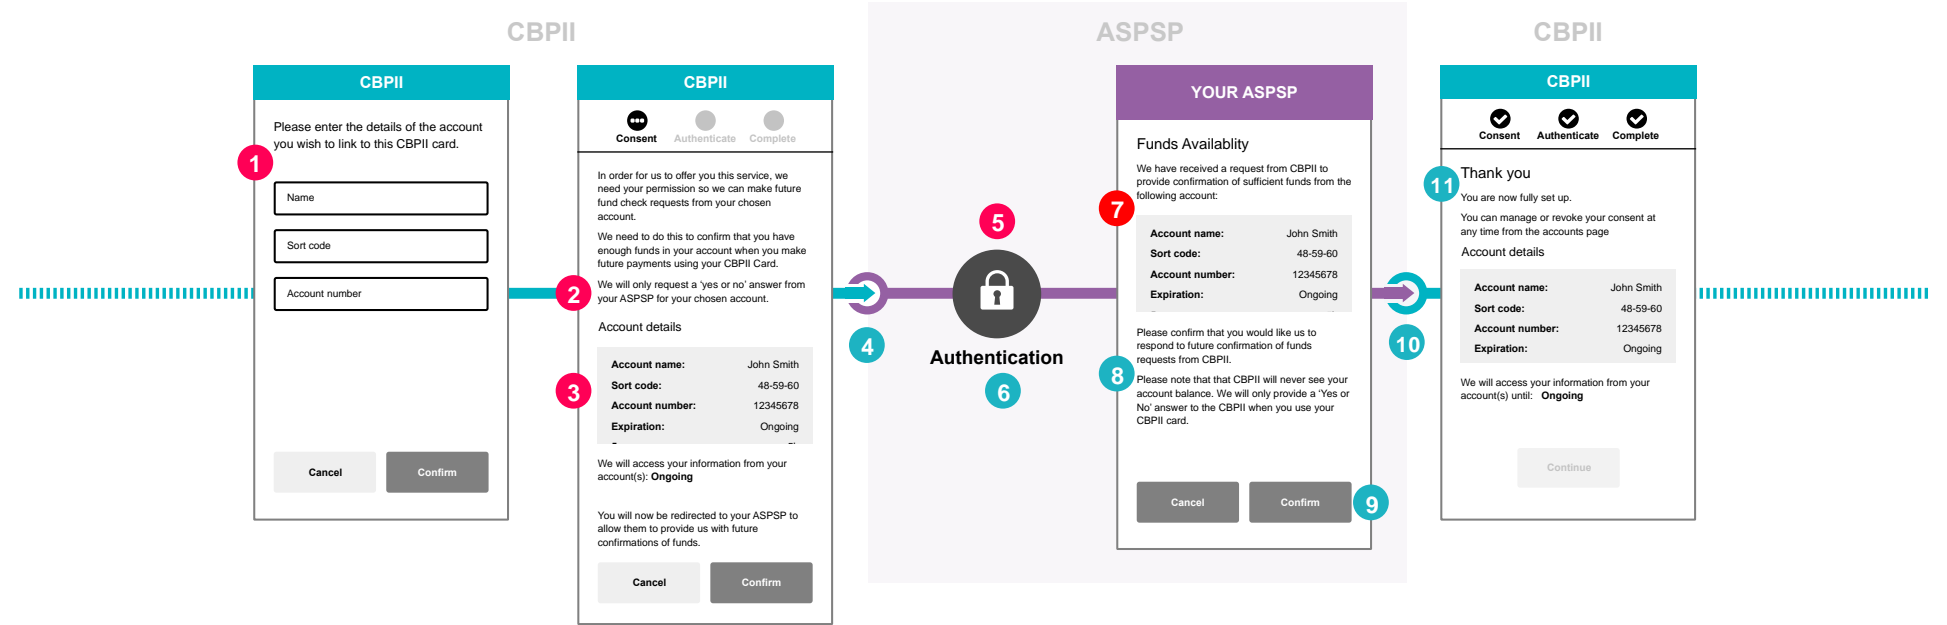 CBPII
ASPSP
CBPII
CBPII
Please enter the details of the account
you wish to link to this CBPII card.
1
Name
Sort code
Account number
Cancel
Confirm
CBPII
Consent
Authenticate
Complete
In order for us to offer you this service, we
need your permission so we can make future
fund check requests from your chosen
account.
We need to do this to confirm that you have
enough funds in your account when you make
future payments using your CBPII Card.
2
We will only request a ‘yes or no’ answer from
your ASPSP for your chosen account.
Account details
3
Account name: John Smith
Sort code: 48-59-60
Account number: 12345678
Expiration: Ongoing
We will access your information from your
account(s): Ongoing
You will now be redirected to your ASPSP to
allow them to provide us with future
confirmations of funds.
Cancel
Confirm
4
5
Authentication
6
YOUR ASPSP
Funds Availablity
We have received a request from CBPII to
provide confirmation of sufficient funds from the
following account:
7
Account name: John Smith
Sort code: 48-59-60
Account number: 12345678
Expiration: Ongoing
Please confirm that you would like us to
respond to future confirmation of funds
requests from CBPII.
8
Please note that that CBPII will never see your
account balance. We will only provide a ‘Yes or
No’ answer to the CBPII when you use your
CBPII card.
Cancel
Confirm
9
10
CBPII
Consent
Authenticate
Complete
11
Thank you
You are now fully set up.
You can manage or revoke your consent at
any time from the accounts page
Account details
Account name: John Smith
Sort code: 48-59-60
Account number: 12345678
Expiration: Ongoing
We will access your information from your
account(s) until: Ongoing
Continue